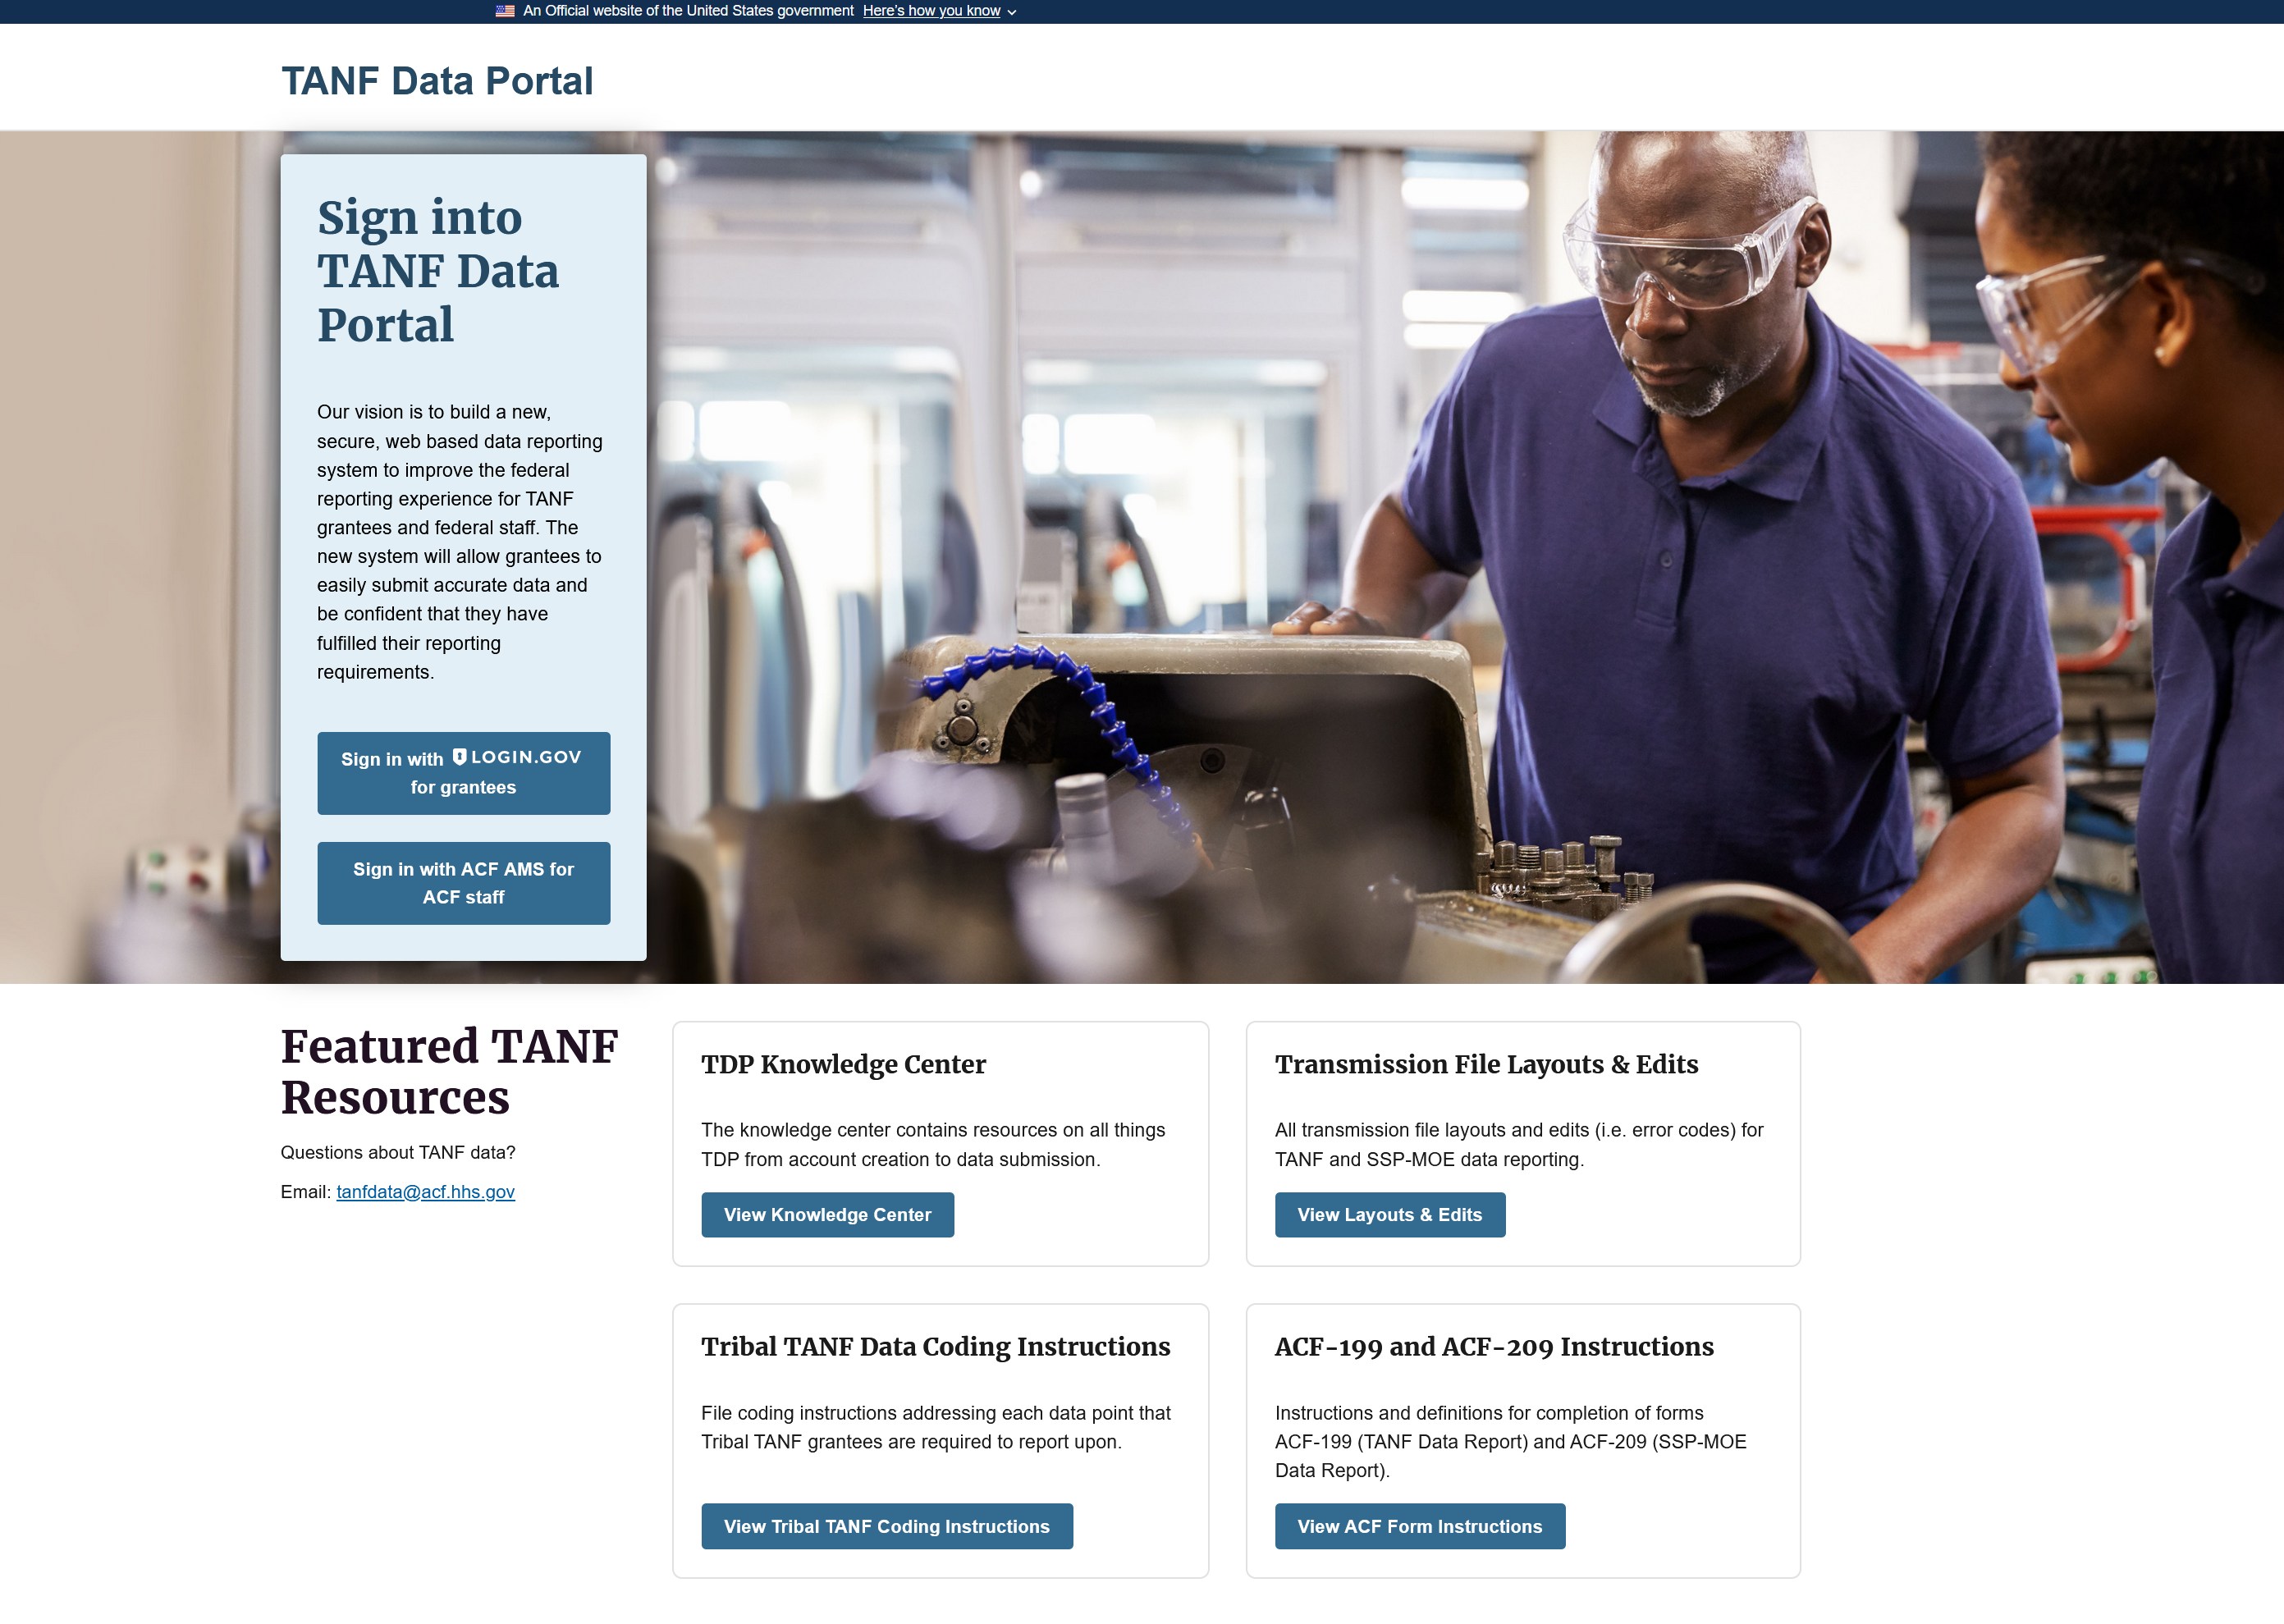 An Official website of the United States government Here's how you know
TANF Data Portal
Sign into
TANF Data
Portal
Our vision is to build a new,
secure, web based data reporting
system to improve the federal
reporting experience for TANF
grantees and federal staff. The
new system will allow grantees to
easily submit accurate data and
be confident that they have
fulfilled their reporting
requirements.
Sign in with LOGIN.GOV
for grantees
Sign in with ACF AMS for
ACF staff
Featured TANF
Resources
Questions about TANF data?
Email: tanfdata@acf.hhs.gov
TDP Knowledge Center
The knowledge center contains resources on all things
TDP from account creation to data submission.
View Knowledge Center
Transmission File Layouts & Edits
All transmission file layouts and edits (i.e. error codes) for
TANF and SSP-MOE data reporting.
View Layouts & Edits
Tribal TANF Data Coding Instructions
File coding instructions addressing each data point that
Tribal TANF grantees are required to report upon.
View Tribal TANF Coding Instructions
ACF-199 and ACF-209 Instructions
Instructions and definitions for completion of forms
ACF-199 (TANF Data Report) and ACF-209 (SSP-MOE
Data Report).
View ACF Form Instructions